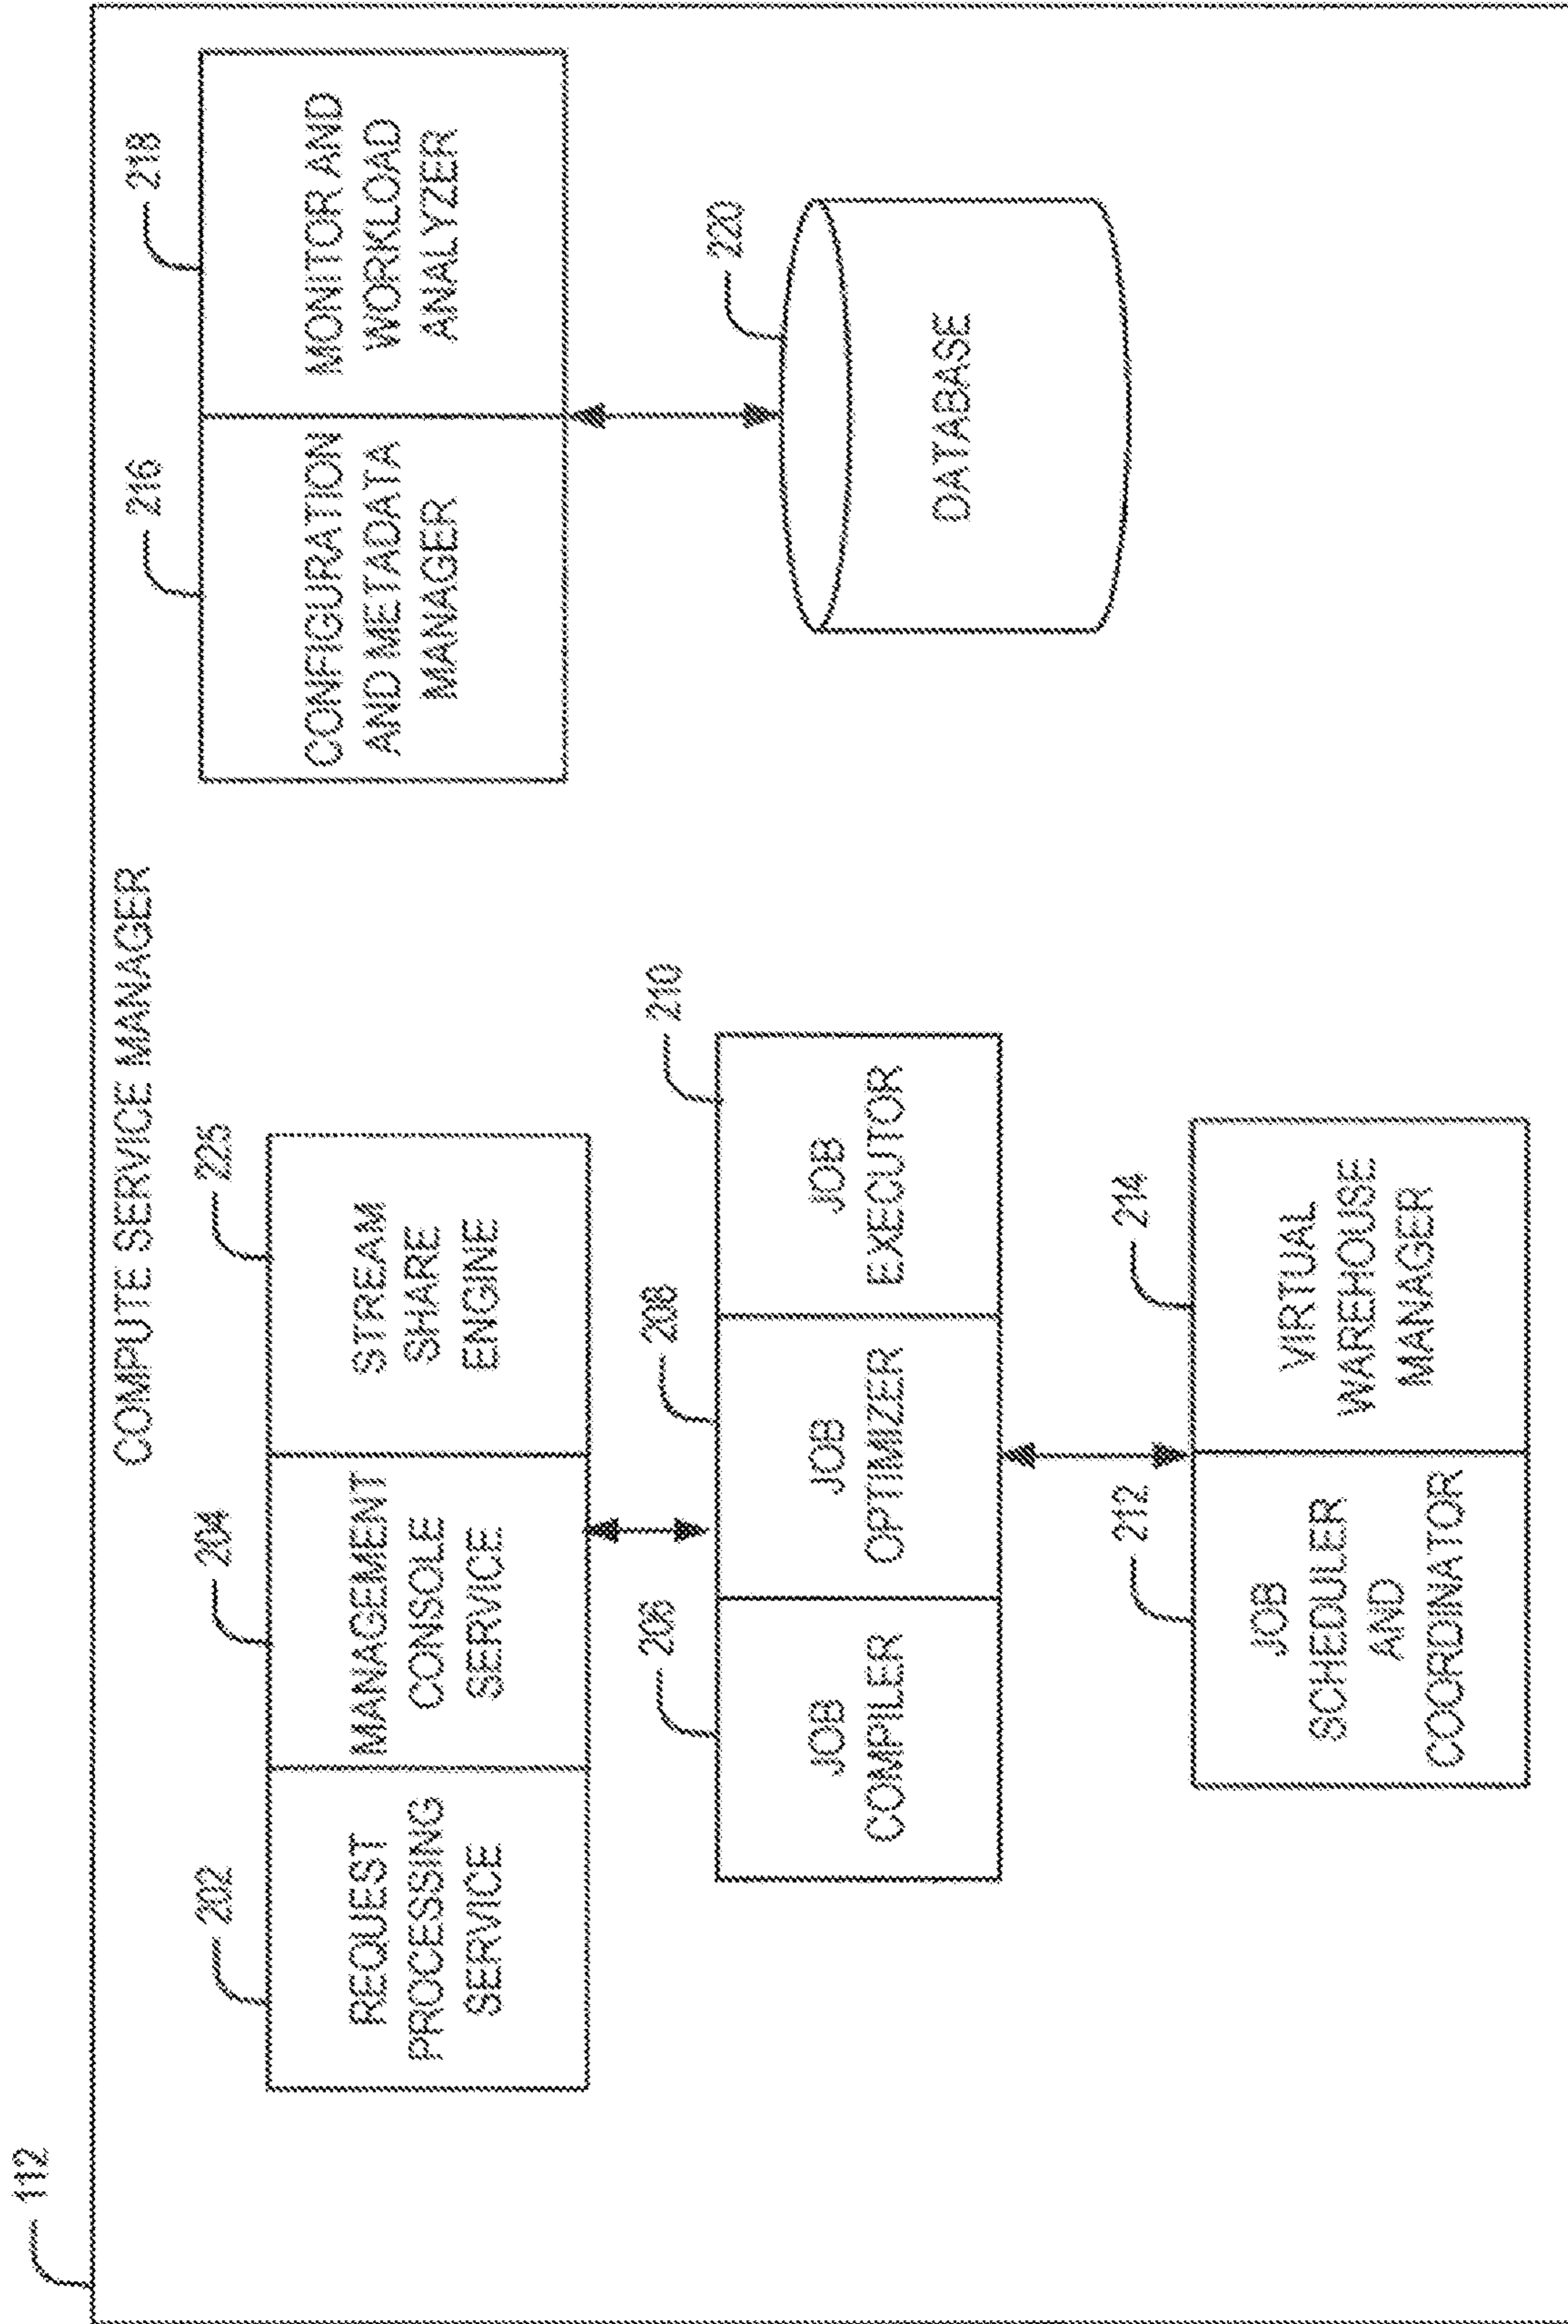 112
COMPUTE SERVICE MANAGER
202
REQUEST
PROCESSING
SERVICE
204
MANAGEMENT
CONSOLE
SERVICE
225
STREAM
SHARE
ENGINE
206
JOB
COMPILER
208
JOB
OPTIMIZER
210
JOB
EXECUTOR
212
JOB
SCHEDULER
AND
COORDINATOR
214
VIRTUAL
WAREHOUSE
MANAGER
216
CONFIGURATION
AND METADATA
MANAGER
218
MONITOR AND
WORKLOAD
ANALYZER
220
DATABASE